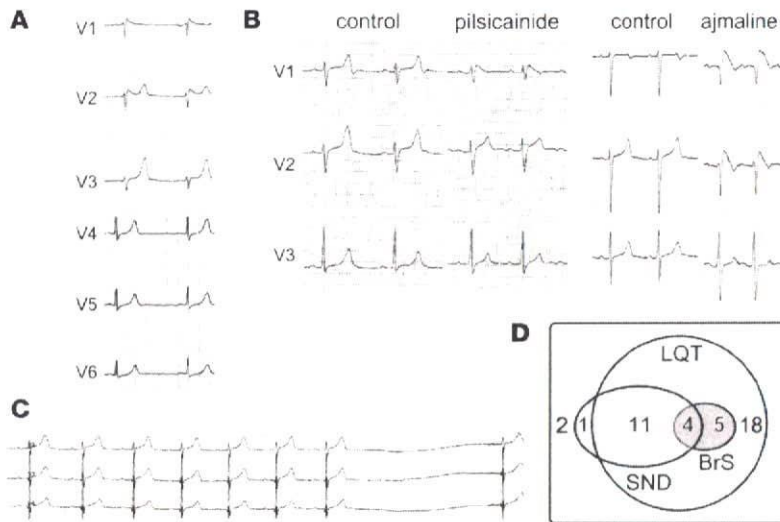 A
V1
V2
V3
V4
V5
V6
B
control pilsicainide control ajmaline
V1
V2
V3
C
D
LQT
2 1 11 4 5 18
BrS
SND